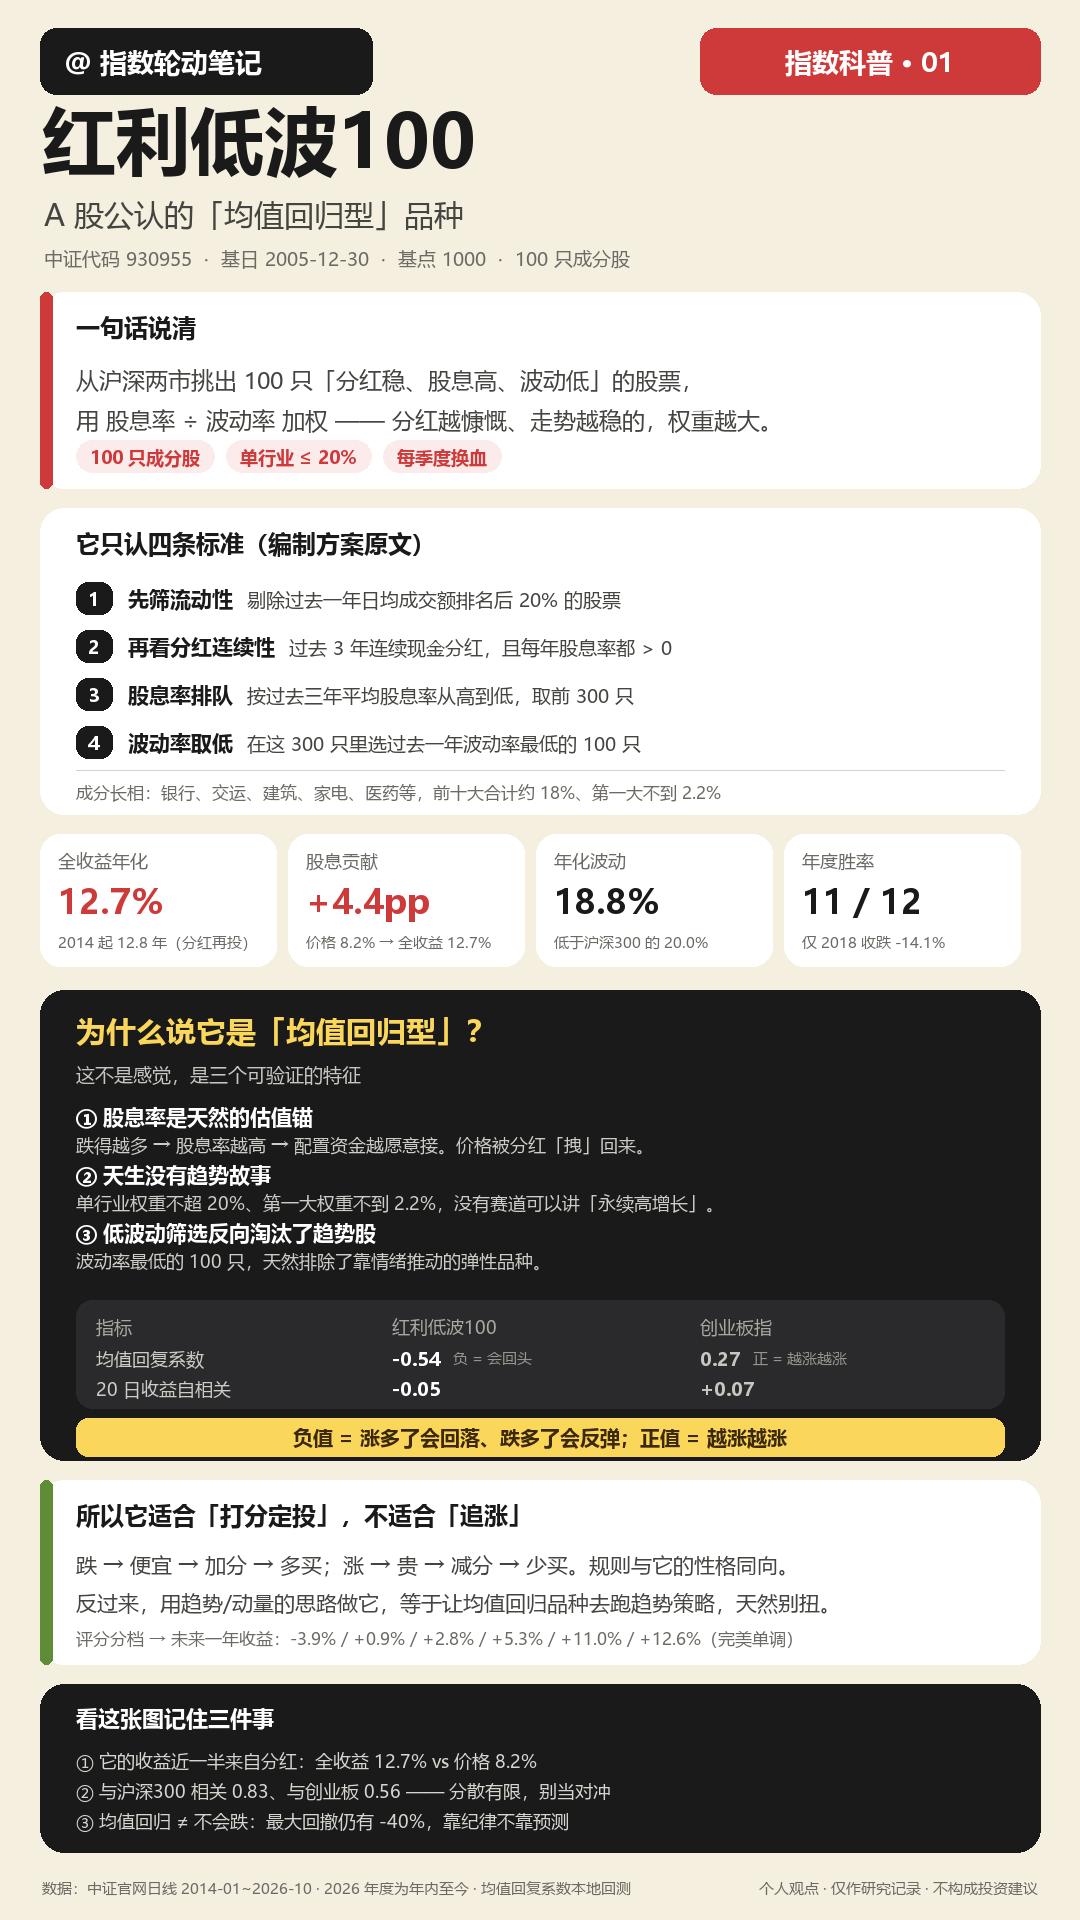 @ 指数轮动笔记
指数科普 • 01
红利低波100
A 股公认的「均值回归型」品种
中证代码 930955 · 基日 2005-12-30 · 基点 1000 · 100 只成分股
一句话说清
从沪深两市挑出 100 只「分红稳、股息高、波动低」的股票，
用 股息率 ÷ 波动率 加权 —— 分红越慷慨、走势越稳的，权重越大。
100 只成分股 单行业 ≤ 20% 每季度换血
它只认四条标准（编制方案原文）
1 先筛流动性 剔除过去一年日均成交额排名后 20% 的股票
2 再看分红连续性 过去 3 年连续现金分红，且每年股息率都 > 0
3 股息率排队 按过去三年平均股息率从高到低，取前 300 只
4 波动率取低 在这 300 只里选过去一年波动率最低的 100 只
成分长相：银行、交运、建筑、家电、医药等，前十大合计约 18%、第一大不到 2.2%
全收益年化
12.7%
2014 起 12.8 年（分红再投）
股息贡献
+4.4pp
价格 8.2% → 全收益 12.7%
年化波动
18.8%
低于沪深300 的 20.0%
年度胜率
11 / 12
仅 2018 收跌 -14.1%
为什么说它是「均值回归型」？
这不是感觉，是三个可验证的特征
① 股息率是天然的估值锚
跌得越多 → 股息率越高 → 配置资金越愿意接。价格被分红「拽」回来。
② 天生没有趋势故事
单行业权重不超 20%、第一大权重不到 2.2%，没有赛道可以讲「永续高增长」。
③ 低波动筛选反向淘汰了趋势股
波动率最低的 100 只，天然排除了靠情绪推动的弹性品种。
指标 红利低波100 创业板指
均值回复系数 -0.54 负 = 会回头 0.27 正 = 越涨越涨
20 日收益自相关 -0.05 +0.07
负值 = 涨多了会回落、跌多了会反弹；正值 = 越涨越涨
所以它适合「打分定投」，不适合「追涨」
跌 → 便宜 → 加分 → 多买；涨 → 贵 → 减分 → 少买。规则与它的性格同向。
反过来，用趋势/动量的思路做它，等于让均值回归品种去跑趋势策略，天然别扭。
评分分档 → 未来一年收益：-3.9% / +0.9% / +2.8% / +5.3% / +11.0% / +12.6%（完美单调）
看这张图记住三件事
① 它的收益近一半来自分红：全收益 12.7% vs 价格 8.2%
② 与沪深300 相关 0.83、与创业板 0.56 —— 分散有限，别当对冲
③ 均值回归 ≠ 不会跌：最大回撤仍有 -40%，靠纪律不靠预测
数据：中证官网日线 2014-01~2026-10 · 2026 年度为年内至今 · 均值回复系数本地回测
个人观点 · 仅作研究记录 · 不构成投资建议